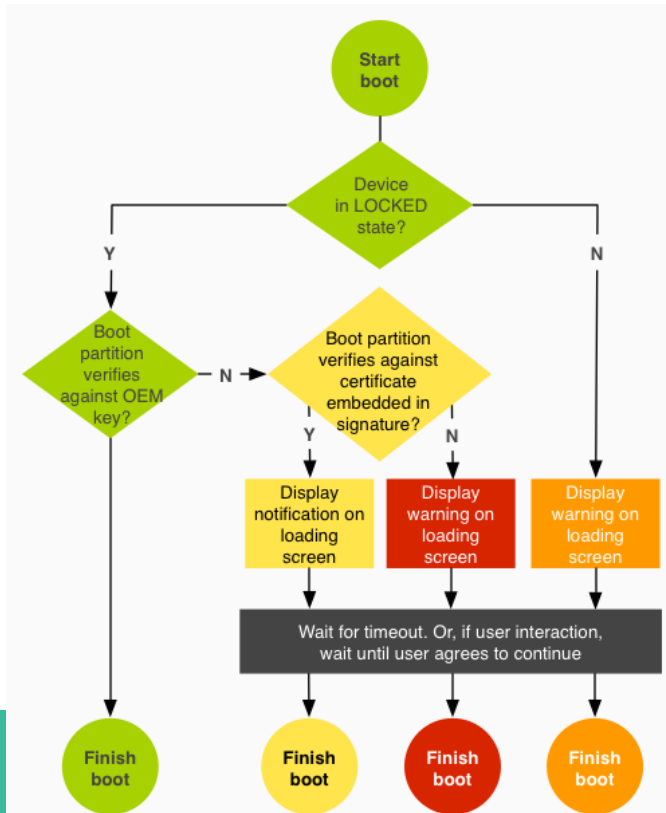 Start
boot
Device
in LOCKED
state?
Y
N
Boot
partition
verifies
against OEM
key?
N
Boot partition
verifies against
certificate
embedded in
signature?
Y
N
Display
notification on
loading
screen
Display
warning on
loading
screen
Display
warning on
loading
screen
Wait for timeout. Or, if user interaction,
wait until user agrees to continue
Finish
boot
Finish
boot
Finish
boot
Finish
boot